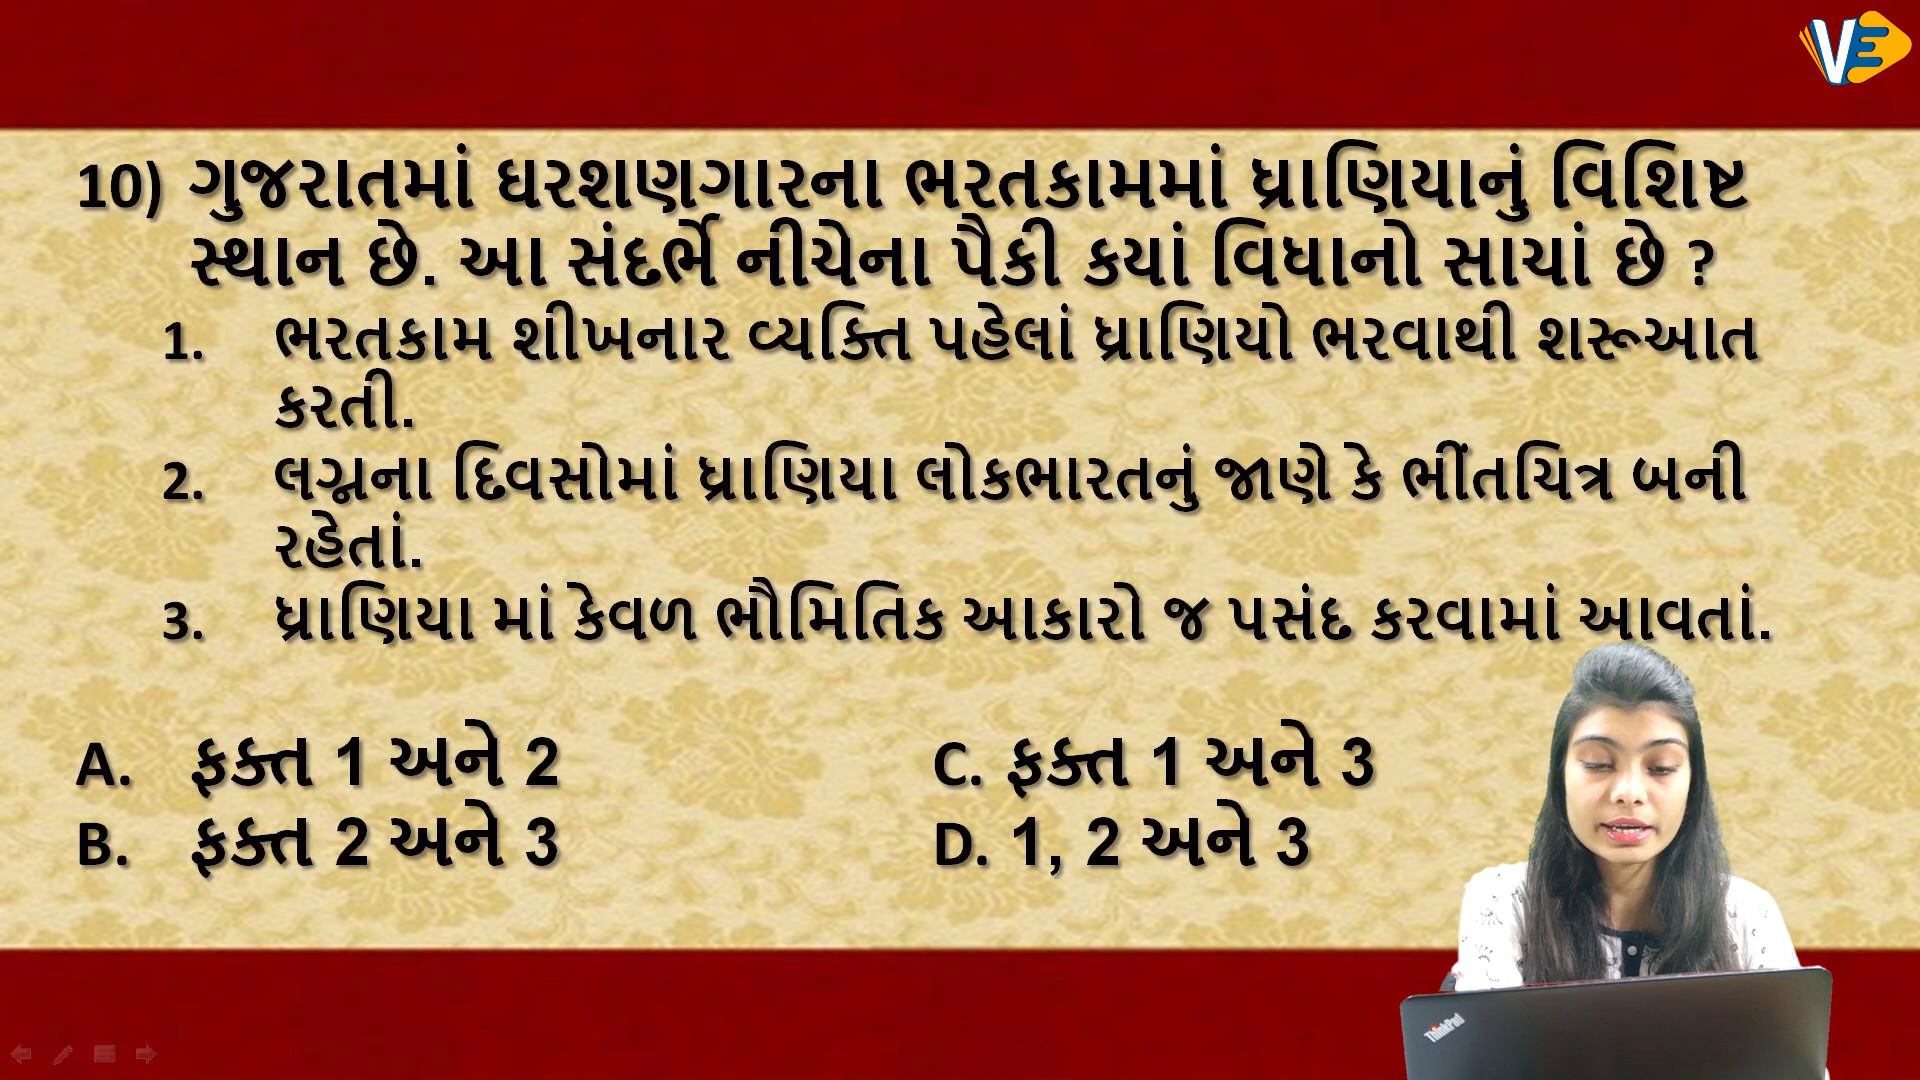 VE
10) ગુજરાતમાં ઘરશણગારના ભરતકામમાં ધ્રાણિયાનું વિશિષ્ટ
સ્થાન છે. આ સંદર્ભે નીચેના પૈકી કયાં વિધાનો સાચાં છે ?
1. ભરતકામ શીખનાર વ્યક્તિ પહેલાં ધ્રાણિયો ભરવાથી શરૂઆત
કરતી.
2. લગ્નના દિવસોમાં ધ્રાણિયા લોકભારતનું જાણે કે ભીંતચિત્ર બની
રહેતાં.
3. ધ્રાણિયા માં કેવળ ભૌમિતિક આકારો જ પસંદ કરવામાં આવતાં.
A. ફક્ત 1 અને 2
C. ફક્ત 1 અને 3
B. ફક્ત 2 અને 3
D. 1, 2 અને 3
ThinkPad